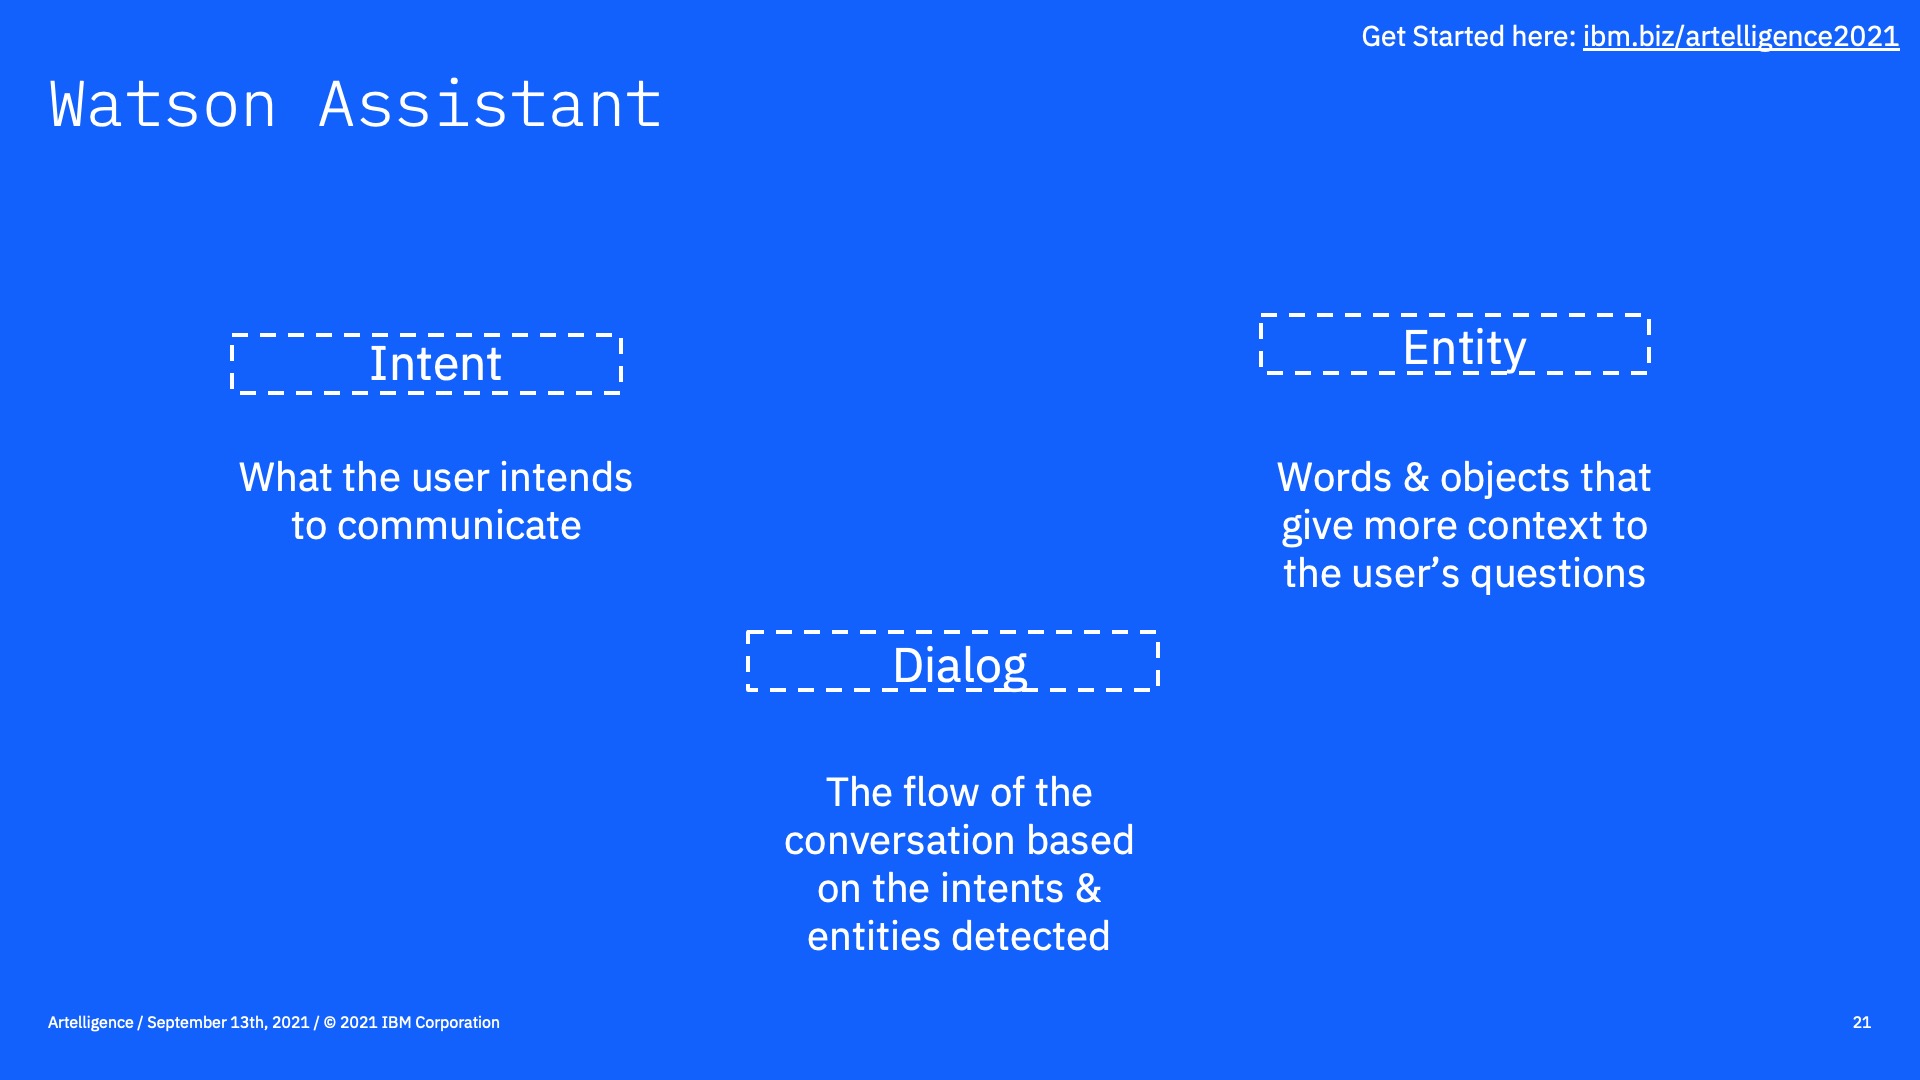 Get Started here: ibm.biz/artelligence2021
Watson Assistant
Intent
What the user intends
to communicate
Entity
Words & objects that
give more context to
the user’s questions
Dialog
The flow of the
conversation based
on the intents &
entities detected
Artelligence / September 13th, 2021 / © 2021 IBM Corporation
21